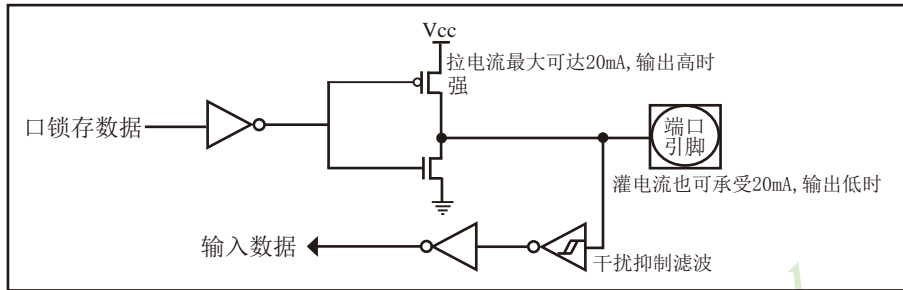 Vcc
拉电流最大可达20mA,输出高时
强
口锁存数据
端口
引脚
灌电流也可承受20mA,输出低时
输入数据
干扰抑制滤波